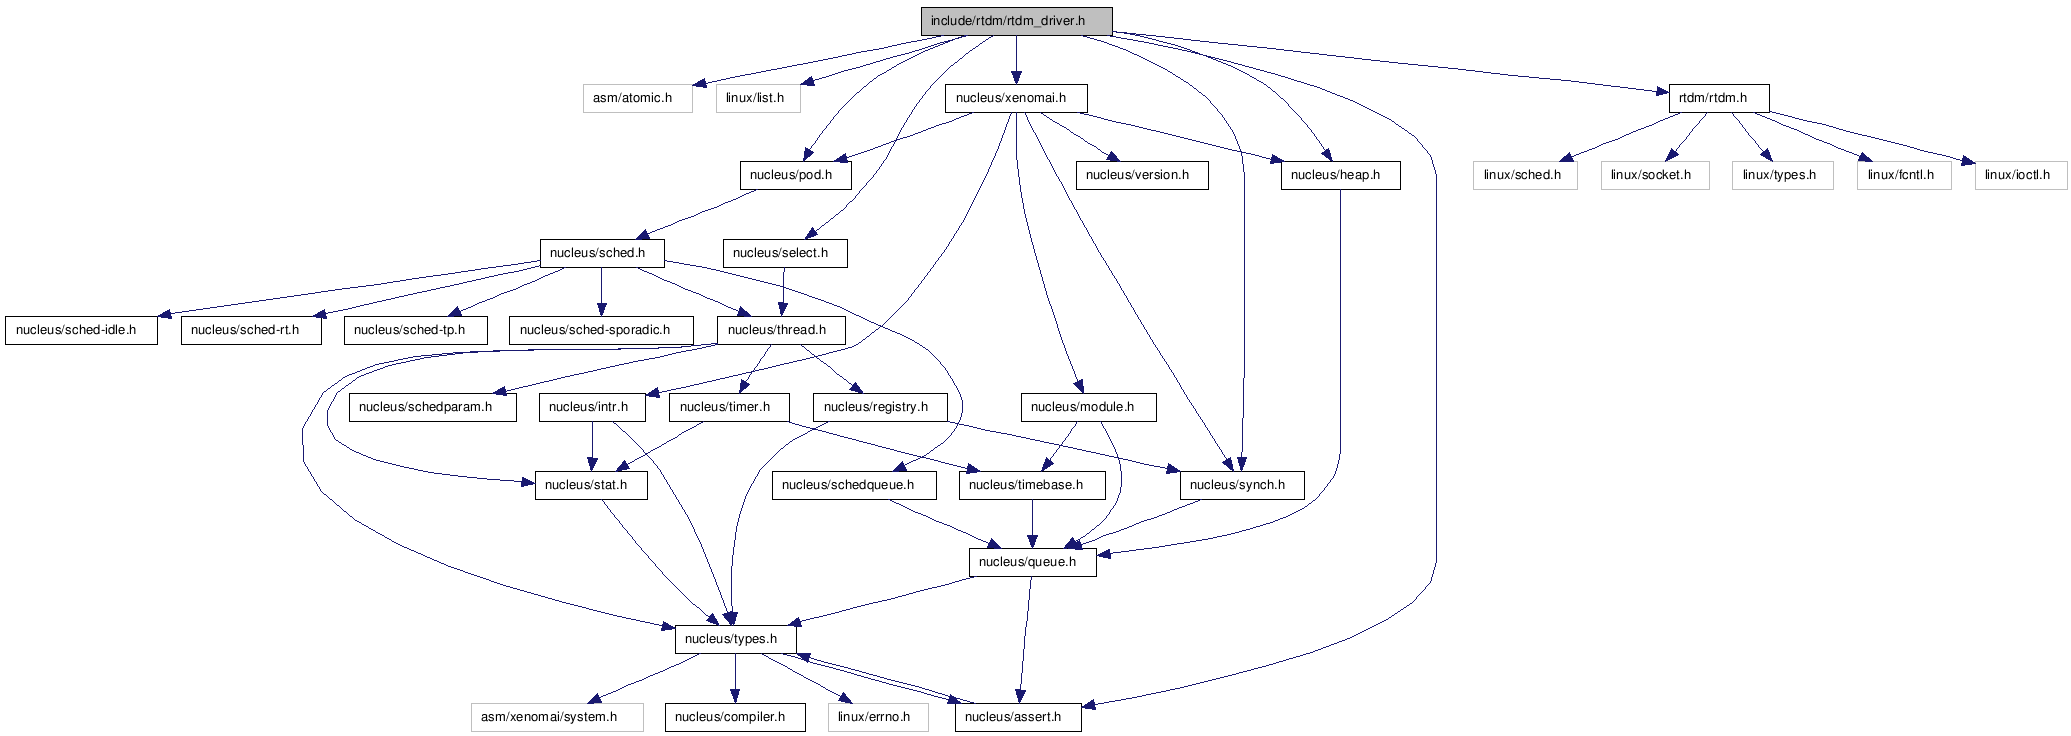 include/rtdm/rtdm_driver.h
asm/atomic.h
linux/list.h
nucleus/xenomai.h
rtdm/rtdm.h
nucleus/pod.h
nucleus/version.h
nucleus/heap.h
linux/sched.h
linux/socket.h
linux/types.h
linux/fcntl.h
linux/ioctl.h
nucleus/sched.h
nucleus/select.h
nucleus/sched-idle.h
nucleus/sched-rt.h
nucleus/sched-tp.h
nucleus/sched-sporadic.h
nucleus/thread.h
nucleus/schedparam.h
nucleus/intr.h
nucleus/timer.h
nucleus/registry.h
nucleus/module.h
nucleus/stat.h
nucleus/schedqueue.h
nucleus/timebase.h
nucleus/synch.h
nucleus/queue.h
nucleus/types.h
asm/xenomai/system.h
nucleus/compiler.h
linux/errno.h
nucleus/assert.h